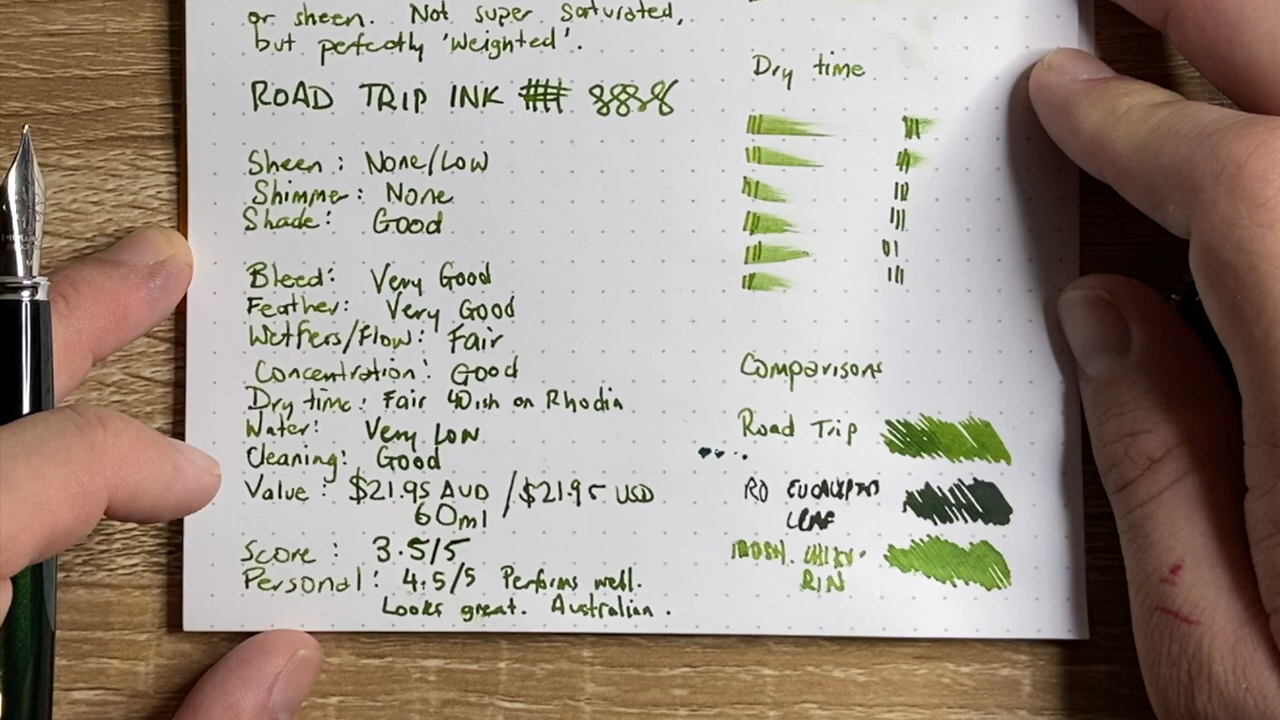 or sheen. Not super saturated,
but perfectly 'Weighted'.
ROAD TRIP INK
Sheen: None/Low
Shimmer: None
Shade: Good
Bleed: Very Good
Feather: Very Good
Wetness/Flow: Fair
Concentration: Good
Dry time: Fair 40ish on Rhodia
Water: Very Low
Cleaning: Good
Value: $21.95 AUD / $21.95 USD
60ml
Score: 3.5/5
Personal: 4.5/5 Performs well.
Looks great. Australian.
Dry time
Comparisons
Road Trip
RO EUCALYPTUS
LEAF
RIN